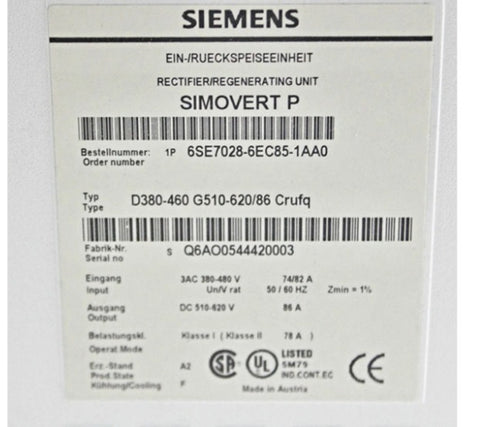 SIEMENS
EIN-/RUECKSPEISEEINHEIT
RECTIFIER/REGENERATING UNIT
SIMOVERT P
Bestellnummer: 1P 6SE7028-6EC85-1AA0
Order number
Typ D380-460 G510-620/86 Crufq
Type
Fabrik-Nr. S Q6AO0544420003
Serial no
Eingang 3AC 380-480 V 74/82 A
Input Un/V rat 50/60 HZ Zmin = 1%
Ausgang DC 510-620 V 86 A
Output
Belastungskl. Klasse I ( Klasse II 78 A )
Operat. Mode
Erz.-Stand A2
Prod. State
Kühlung/Cooling F
SA UL LISTED
5M79
IND.CONT.EC
CE
Made in Austria